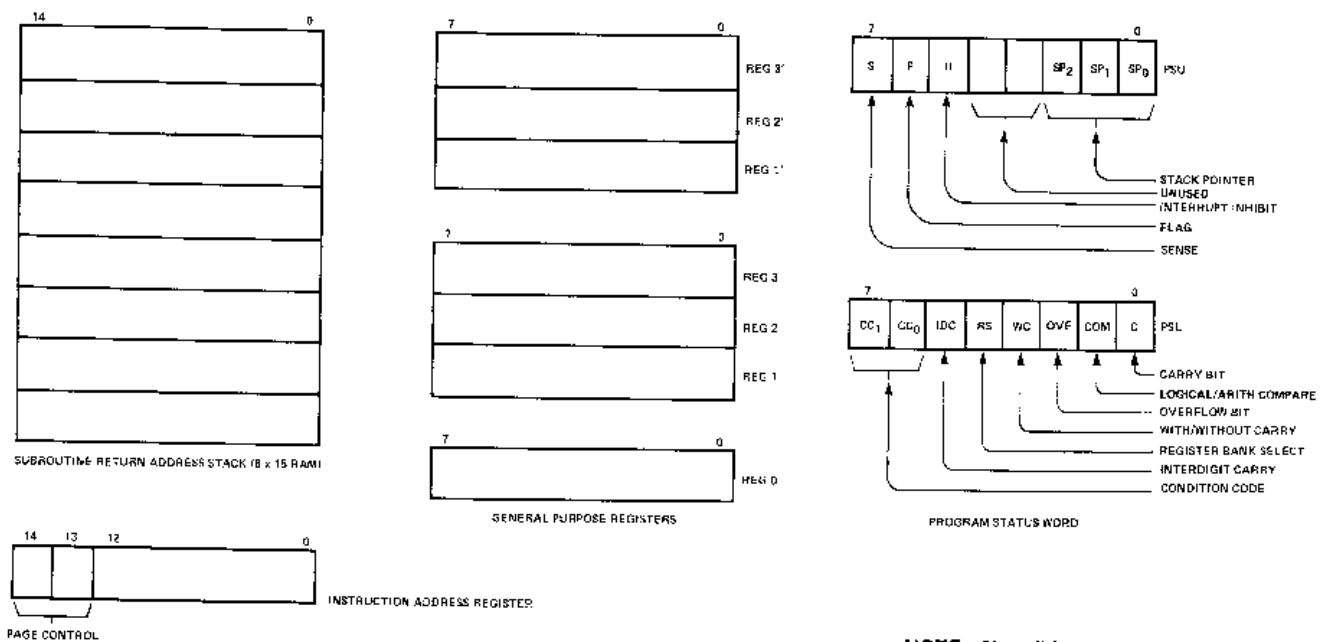 14 0
SUBROUTINE RETURN ADDRESS STACK (8 x 15 RAM)
14 13 12 0
INSTRUCTION ADDRESS REGISTER
PAGE CONTROL
7 0
REG 3'
REG 2'
REG 1'
7 0
REG 3
REG 2
REG 1
7 0
REG 0
GENERAL PURPOSE REGISTERS
7 0
S F II SP2 SP1 SP0 PSU
STACK POINTER
UNUSED
INTERRUPT INHIBIT
FLAG
SENSE
7 0
CC1 CC0 IDC RS WC OVF COM C PSL
CARRY BIT
LOGICAL/ARITH COMPARE
OVERFLOW BIT
WITH/WITHOUT CARRY
REGISTER BANK SELECT
INTERDIGIT CARRY
CONDITION CODE
PROGRAM STATUS WORD